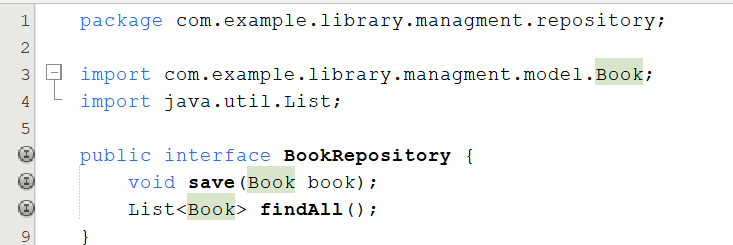 1 package com.example.library.managment.repository;
2
3 import com.example.library.managment.model.Book;
4 import java.util.List;
5
public interface BookRepository {
void save(Book book);
List<Book> findAll();
9 }